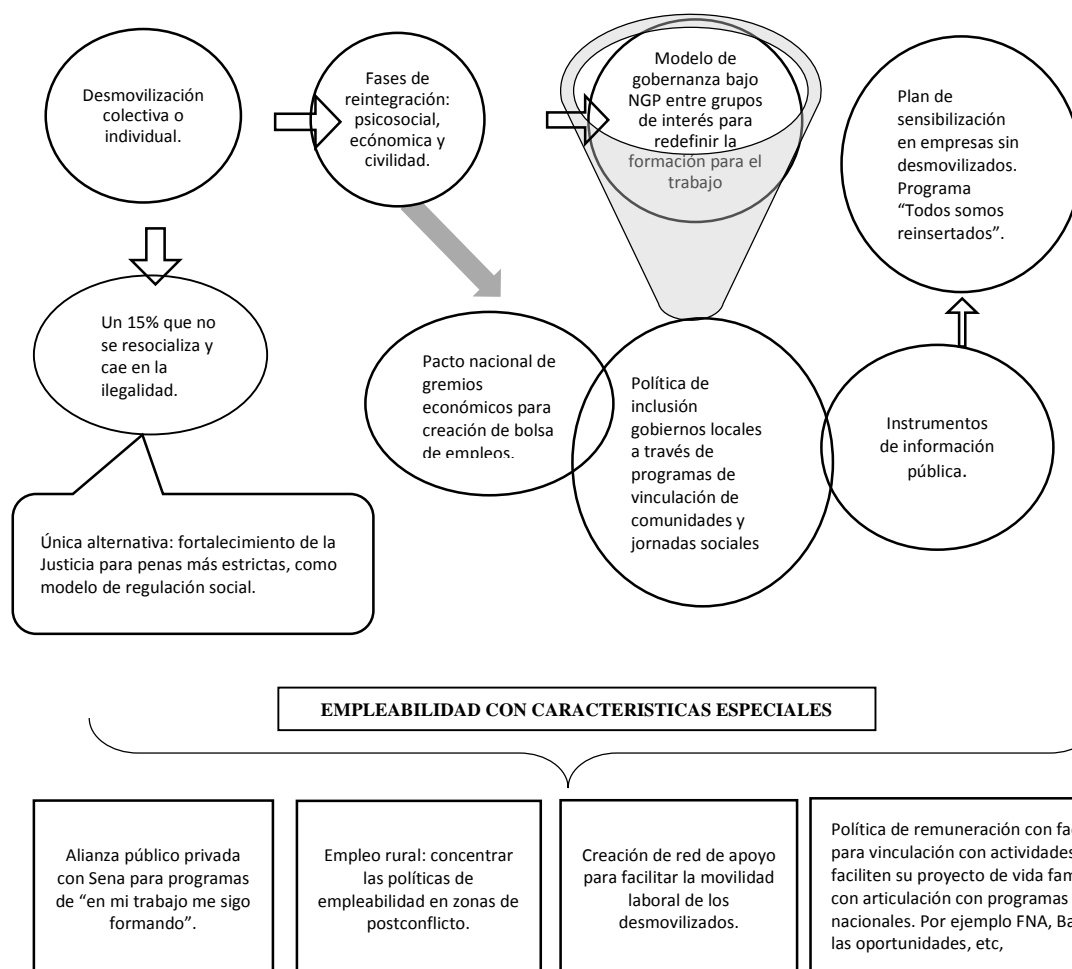 Desmovilización
colectiva o
individual.
Fases de
reintegración:
psicosocial,
ecónomica y
civilidad.
Modelo de
gobernanza bajo
NGP entre grupos
de interés para
redefinir la
formación para el
trabajo
Plan de
sensibilización
en empresas sin
desmovilizados.
Programa
“Todos somos
reinsertados”.
Un 15% que no
se resocializa y
cae en la
ilegalidad.
Pacto nacional de
gremios
económicos para
creación de bolsa
de empleos.
Política de
inclusión
gobiernos locales
a través de
programas de
vinculación de
comunidades y
jornadas sociales
Instrumentos
de información
pública.
Única alternativa: fortalecimiento de la
Justicia para penas más estrictas, como
modelo de regulación social.
EMPLEABILIDAD CON CARACTERISTICAS ESPECIALES
Alianza público privada
con Sena para programas
de “en mi trabajo me sigo
formando”.
Empleo rural: concentrar
las políticas de
empleabilidad en zonas de
postconflicto.
Creación de red de apoyo
para facilitar la movilidad
laboral de los
desmovilizados.
Política de remuneración con
para vinculación con actividades
faciliten su proyecto de vida
con articulación con programas
nacionales. Por ejemplo FNA,
las oportunidades, etc,